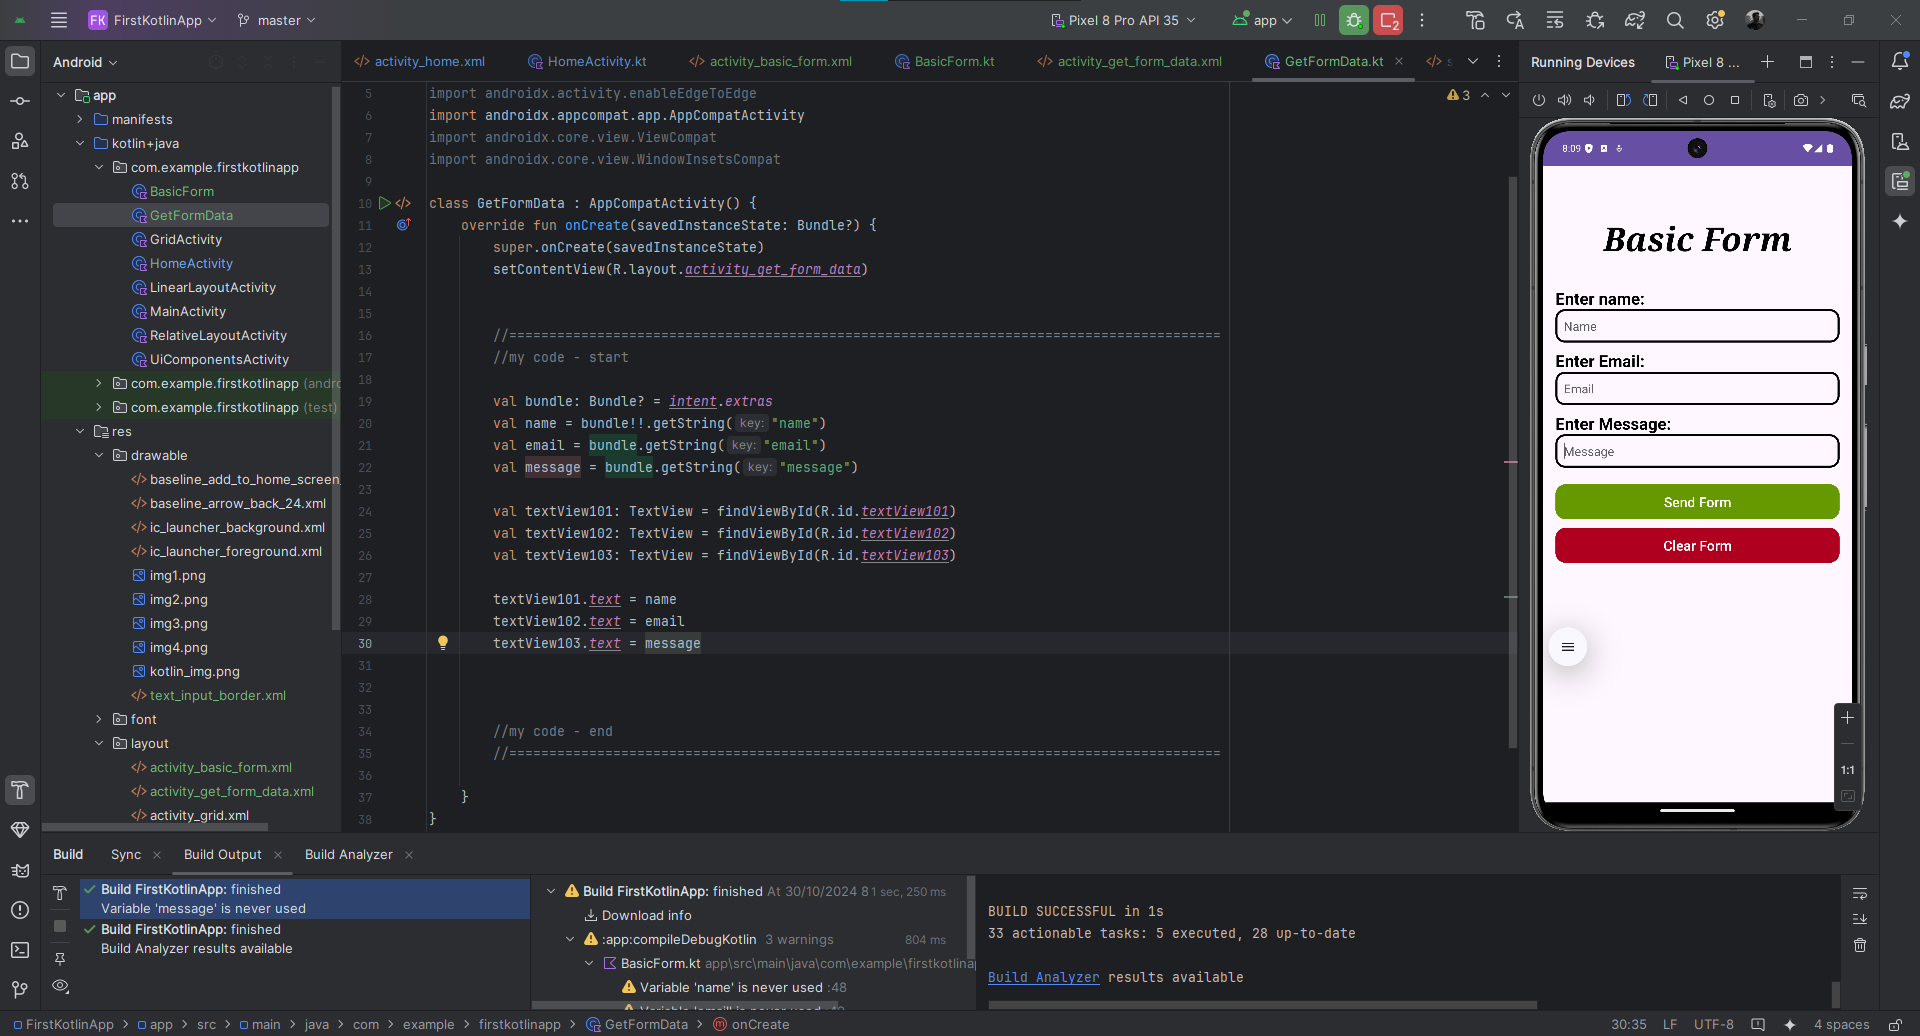 FK FirstKotlinApp master Pixel 8 Pro API 35 app 2
Android
app
manifests
kotlin+java
com.example.firstkotlinapp
BasicForm
GetFormData
GridActivity
HomeActivity
LinearLayoutActivity
MainActivity
RelativeLayoutActivity
UiComponentsActivity
com.example.firstkotlinapp (andro
com.example.firstkotlinapp (test)
res
drawable
baseline_add_to_home_screen_
baseline_arrow_back_24.xml
ic_launcher_background.xml
ic_launcher_foreground.xml
img1.png
img2.png
img3.png
img4.png
kotlin_img.png
text_input_border.xml
font
layout
activity_basic_form.xml
activity_get_form_data.xml
activity_grid.xml
activity_home.xml HomeActivity.kt activity_basic_form.xml BasicForm.kt activity_get_form_data.xml GetFormData.kt s
3
5 import androidx.activity.enableEdgeToEdge
6 import androidx.appcompat.app.AppCompatActivity
7 import androidx.core.view.ViewCompat
8 import androidx.core.view.WindowInsetsCompat
9
10 class GetFormData : AppCompatActivity() {
11 override fun onCreate(savedInstanceState: Bundle?) {
12 super.onCreate(savedInstanceState)
13 setContentView(R.layout.activity_get_form_data)
14
15
16 //=========================================================================================
17 //my code - start
18
19 val bundle: Bundle? = intent.extras
20 val name = bundle!!.getString( key: "name")
21 val email = bundle.getString( key: "email")
22 val message = bundle.getString( key: "message")
23
24 val textView101: TextView = findViewById(R.id.textView101)
25 val textView102: TextView = findViewById(R.id.textView102)
26 val textView103: TextView = findViewById(R.id.textView103)
27
28 textView101.text = name
29 textView102.text = email
30 textView103.text = message
31
32
33
34 //my code - end
35 //=========================================================================================
36
37 }
38 }
Running Devices Pixel 8 ...
8:09
Basic Form
Enter name:
Name
Enter Email:
Email
Enter Message:
Message
Send Form
Clear Form
1:1
Build Sync Build Output Build Analyzer
Build FirstKotlinApp: finished
Variable 'message' is never used
Build FirstKotlinApp: finished
Build Analyzer results available
Build FirstKotlinApp: finished At 30/10/2024 8 1 sec, 250 ms
Download info
:app:compileDebugKotlin 3 warnings 804 ms
BasicForm.kt app\src\main\java\com\example\firstkotlina
Variable 'name' is never used :48
BUILD SUCCESSFUL in 1s
33 actionable tasks: 5 executed, 28 up-to-date
Build Analyzer results available
FirstKotlinApp > app > src > main > java > com > example > firstkotlinapp > GetFormData > onCreate
30:35 LF UTF-8 4 spaces